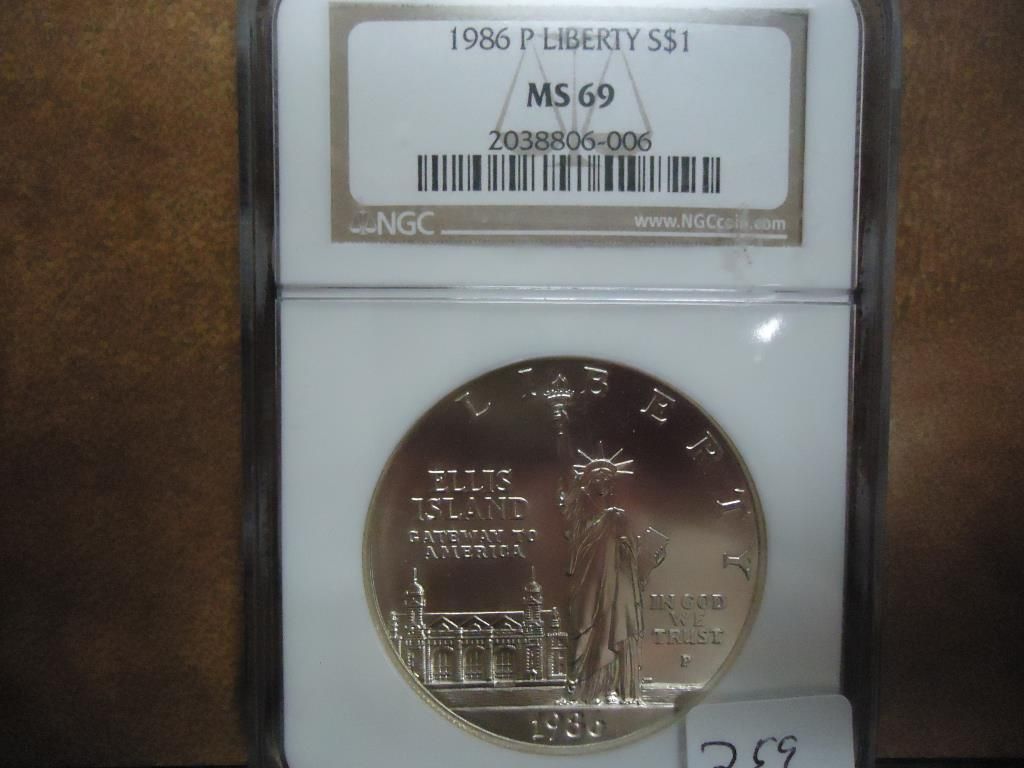 1986 P LIBERTY S$1
MS 69
2038806-006
NGC
www.NGCcoin.com
LIBERTY
ELLIS
ISLAND
GATEWAY TO
AMERICA
IN GOD
WE
TRUST
P
1986
259